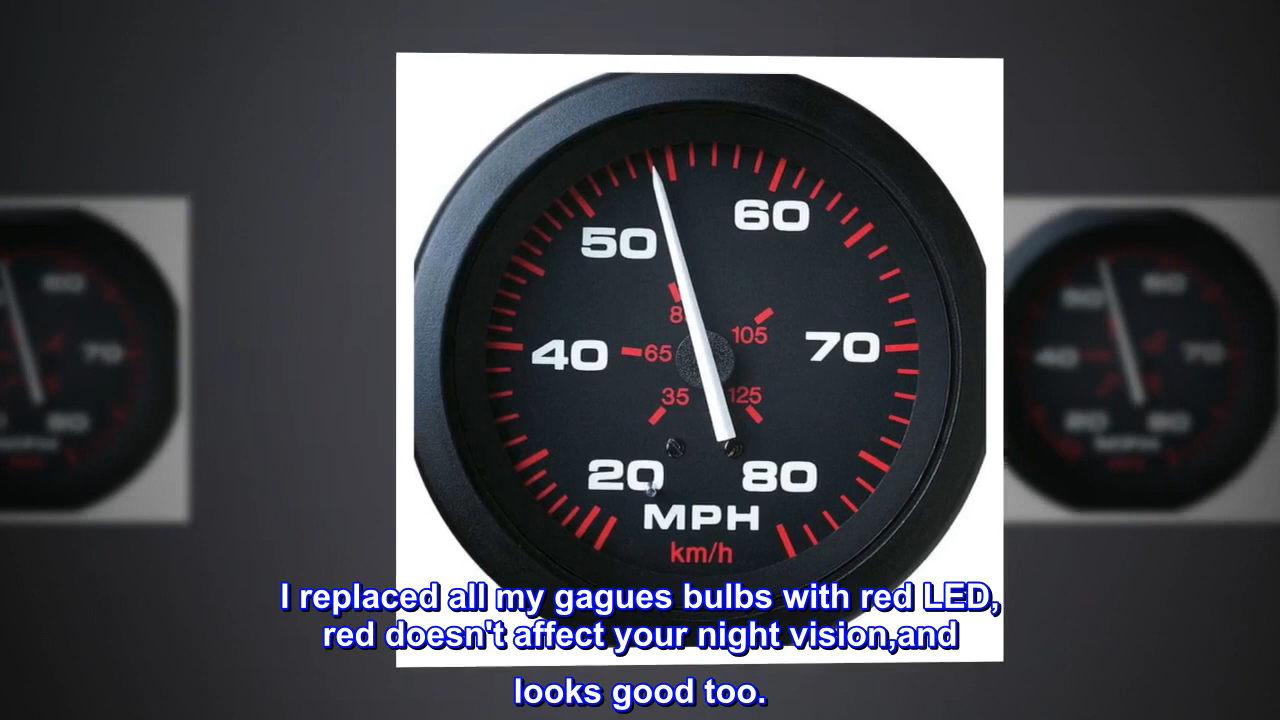 60
50
8
105
40
65
70
35
125
20
80
MPH
km/h
I replaced all my gagues bulbs with red LED,
red doesn't affect your night vision,and
looks good too.